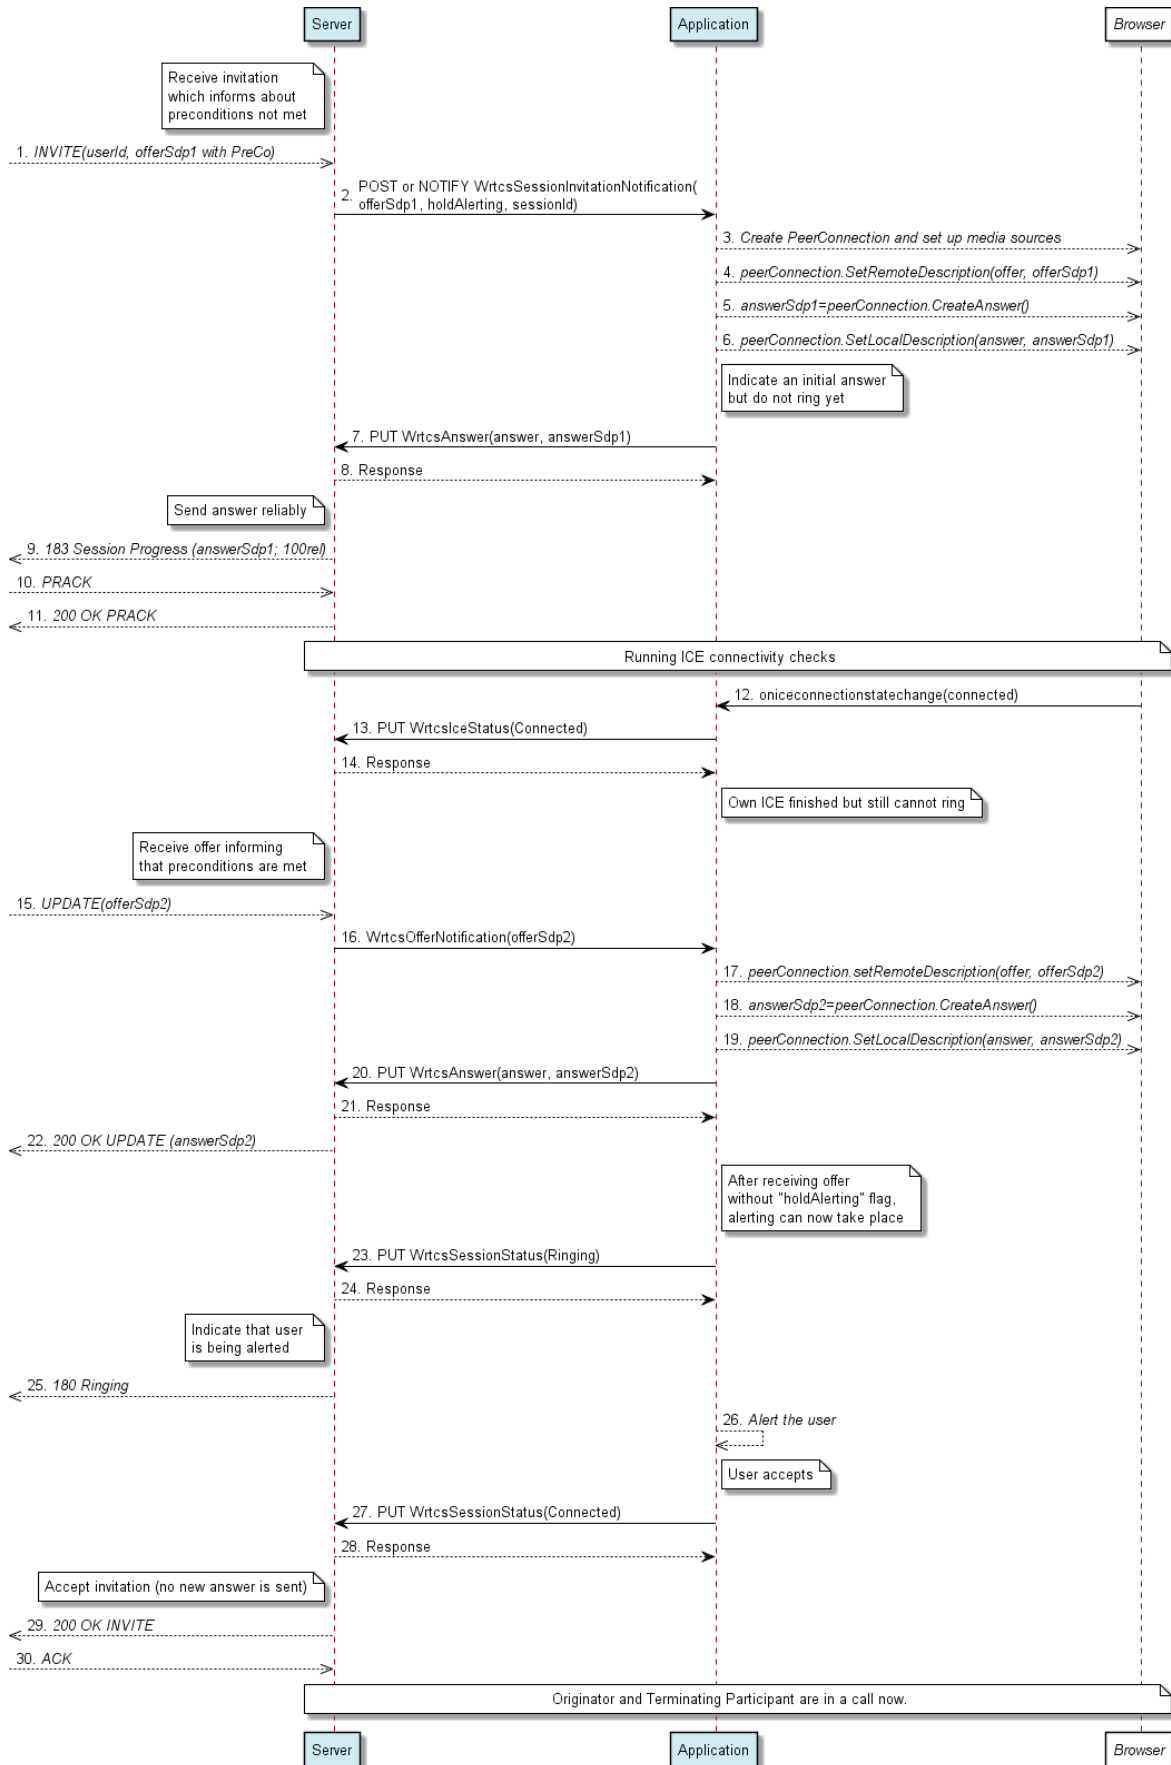 Server
Application
Browser
Receive invitation
which informs about
preconditions not met
1. INVITE(userId, offerSdp1 with PreCo)
2. POST or NOTIFY WrtcsSessionInvitationNotification(
offerSdp1, holdAlerting, sessionId)
3. Create PeerConnection and set up media sources
4. peerConnection.SetRemoteDescription(offer, offerSdp1)
5. answerSdp1=peerConnection.CreateAnswer()
6. peerConnection.SetLocalDescription(answer, answerSdp1)
Indicate an initial answer
but do not ring yet
7. PUT WrtcsAnswer(answer, answerSdp1)
8. Response
Send answer reliably
9. 183 Session Progress (answerSdp1; 100rel)
10. PRACK
11. 200 OK PRACK
Running ICE connectivity checks
12. oniceconnectionstatechange(connected)
13. PUT WrtcsIceStatus(Connected)
14. Response
Own ICE finished but still cannot ring
Receive offer informing
that preconditions are met
15. UPDATE(offerSdp2)
16. WrtcsOfferNotification(offerSdp2)
17. peerConnection.setRemoteDescription(offer, offerSdp2)
18. answerSdp2=peerConnection.CreateAnswer()
19. peerConnection.SetLocalDescription(answer, answerSdp2)
20. PUT WrtcsAnswer(answer, answerSdp2)
21. Response
22. 200 OK UPDATE (answerSdp2)
After receiving offer
without "holdAlerting" flag,
alerting can now take place
23. PUT WrtcsSessionStatus(Ringing)
24. Response
Indicate that user
is being alerted
25. 180 Ringing
26. Alert the user
User accepts
27. PUT WrtcsSessionStatus(Connected)
28. Response
Accept invitation (no new answer is sent)
29. 200 OK INVITE
30. ACK
Originator and Terminating Participant are in a call now.
Server
Application
Browser